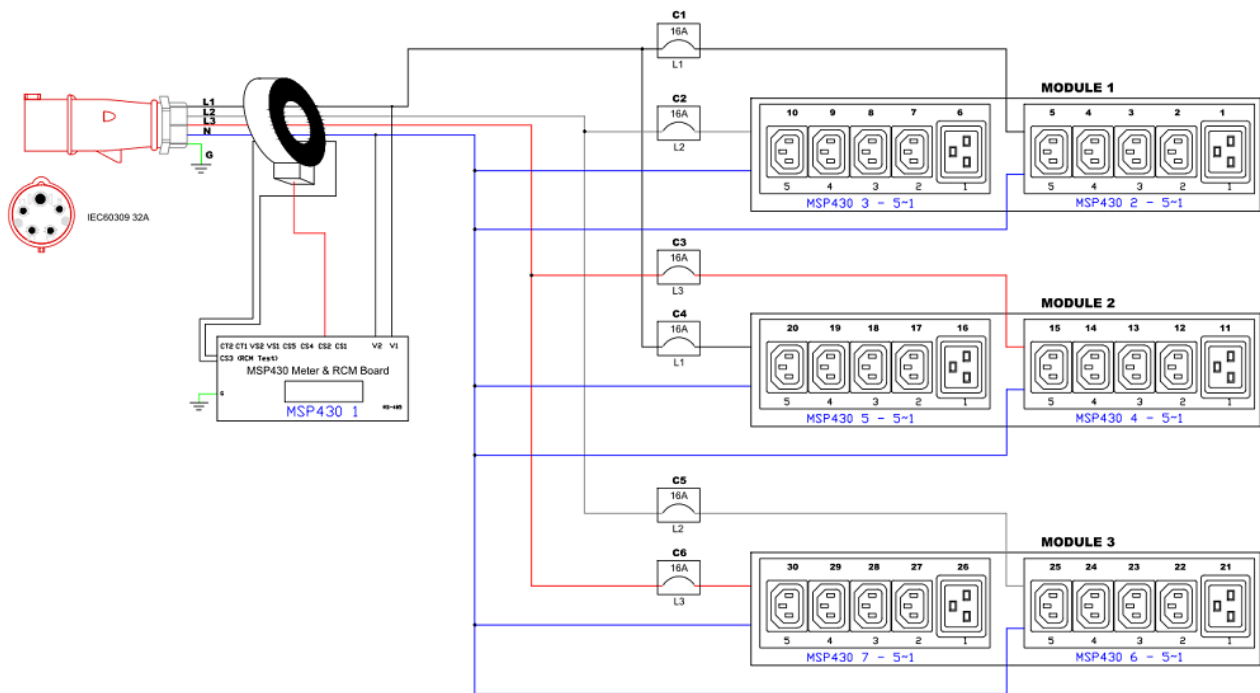 C1
16A
L1
C2
16A
L2
MODULE 1
10 9 8 7 6 5 4 3 2 1
5 4 3 2 1 5 4 3 2 1
MSP430 3 - 5~1 MSP430 2 - 5~1
L1
L2
L3
N
G
IEC60309 32A
C3
16A
L3
C4
16A
L1
MODULE 2
20 19 18 17 16 15 14 13 12 11
5 4 3 2 1 5 4 3 2 1
MSP430 5 - 5~1 MSP430 4 - 5~1
CT2 CT1 VS2 VS1 CS5 CS4 CS2 CS1 V2 V1
CS3 (RCM Test)
MSP430 Meter & RCM Board
G
MSP430 1
RS-485
C5
16A
L2
C6
16A
L3
MODULE 3
30 29 28 27 26 25 24 23 22 21
5 4 3 2 1 5 4 3 2 1
MSP430 7 - 5~1 MSP430 6 - 5~1